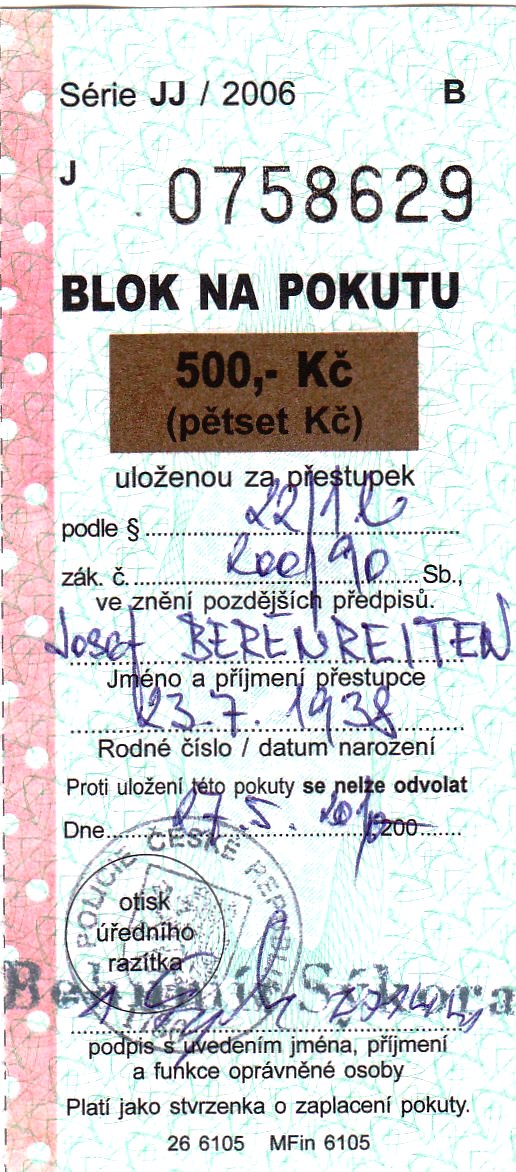 Série JJ / 2006 B
J 0758629
BLOK NA POKUTU
500,- Kč
(pětset Kč)
uloženou za přestupek
podle § 22/1
zák. č. 200/90 Sb.,
ve znění pozdějších předpisů.
Josef BERENREITEN
Jméno a příjmení přestupce
23.7.1938
Rodné číslo / datum narození
Proti uložení této pokuty se nelze odvolat
Dne 27.5.2010 200
POLICIE ČESKÉ REPUBLIKY
otisk
úředního
razítka
Sýkora
podpis s uvedením jména, příjmení
a funkce oprávněné osoby
Platí jako stvrzenka o zaplacení pokuty.
26 6105 MFin 6105